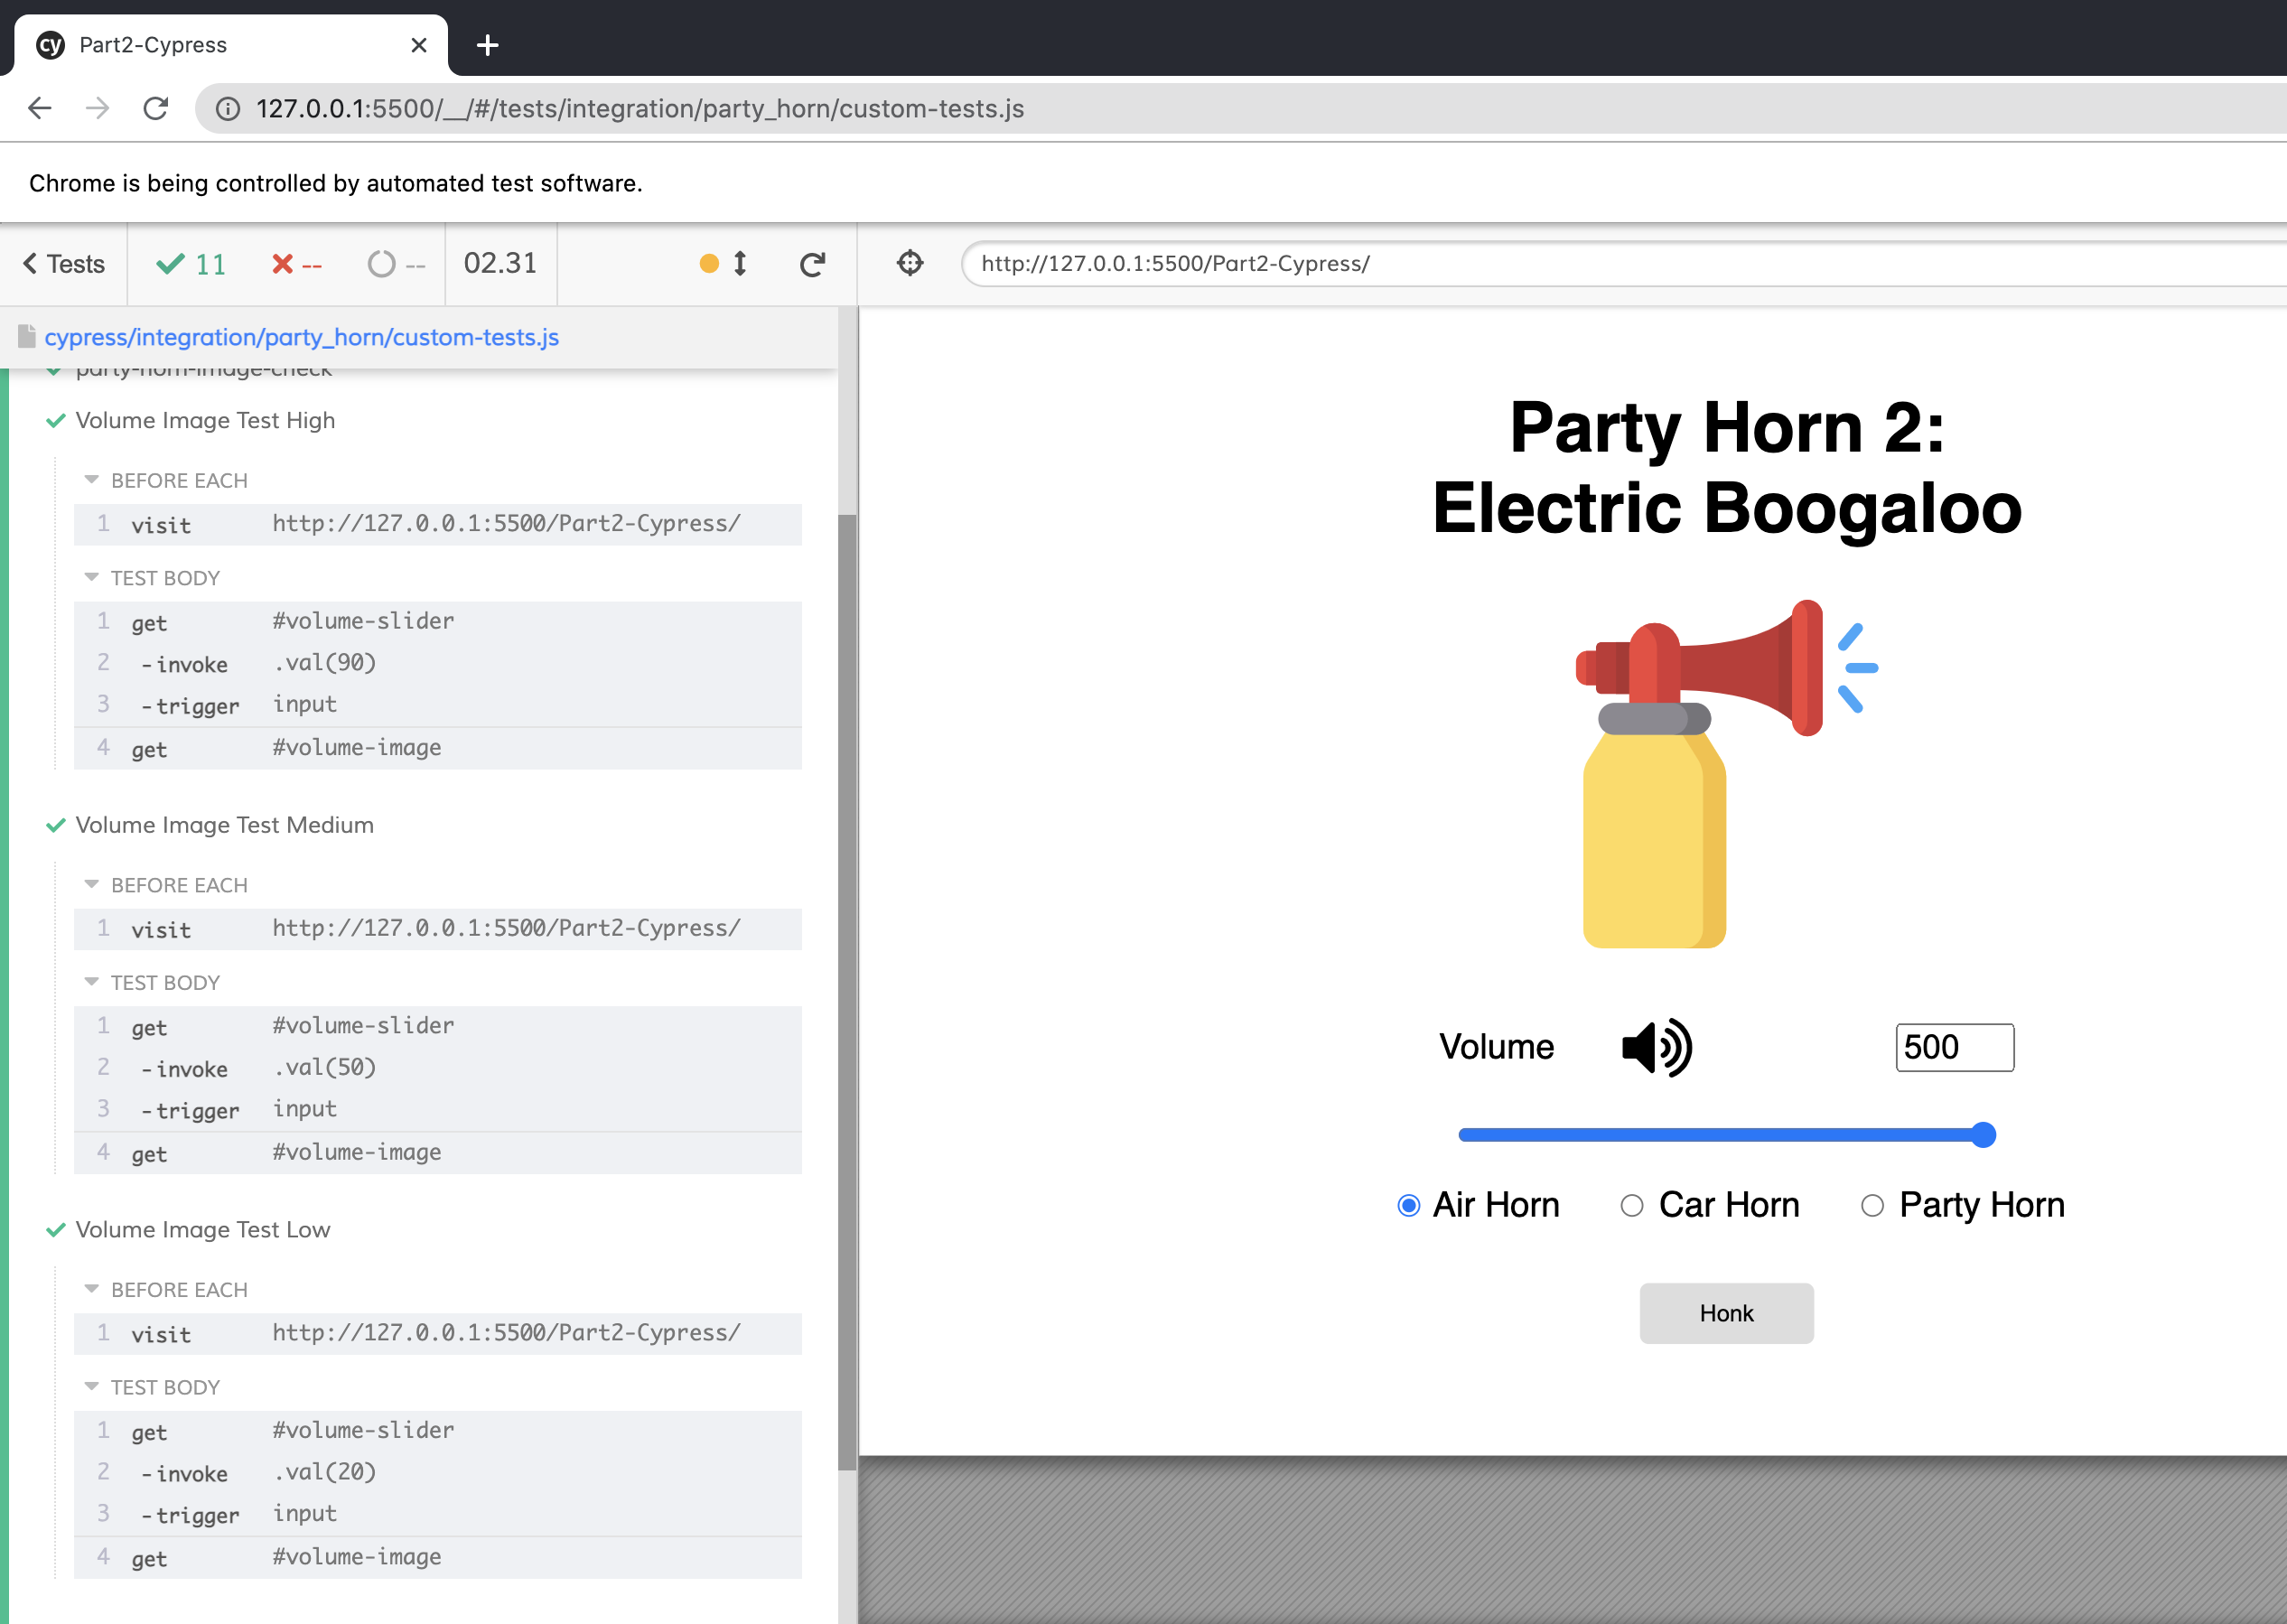 cy Part2-Cypress
127.0.0.1:5500/__/#/tests/integration/party_horn/custom-tests.js
Chrome is being controlled by automated test software.
Tests 11 -- -- 02.31
http://127.0.0.1:5500/Part2-Cypress/
cypress/integration/party_horn/custom-tests.js
party-horn-image-check
Volume Image Test High
BEFORE EACH
1 visit http://127.0.0.1:5500/Part2-Cypress/
TEST BODY
1 get #volume-slider
2 -invoke .val(90)
3 -trigger input
4 get #volume-image
Volume Image Test Medium
BEFORE EACH
1 visit http://127.0.0.1:5500/Part2-Cypress/
TEST BODY
1 get #volume-slider
2 -invoke .val(50)
3 -trigger input
4 get #volume-image
Volume Image Test Low
BEFORE EACH
1 visit http://127.0.0.1:5500/Part2-Cypress/
TEST BODY
1 get #volume-slider
2 -invoke .val(20)
3 -trigger input
4 get #volume-image
Party Horn 2:
Electric Boogaloo
Volume 500
Air Horn Car Horn Party Horn
Honk